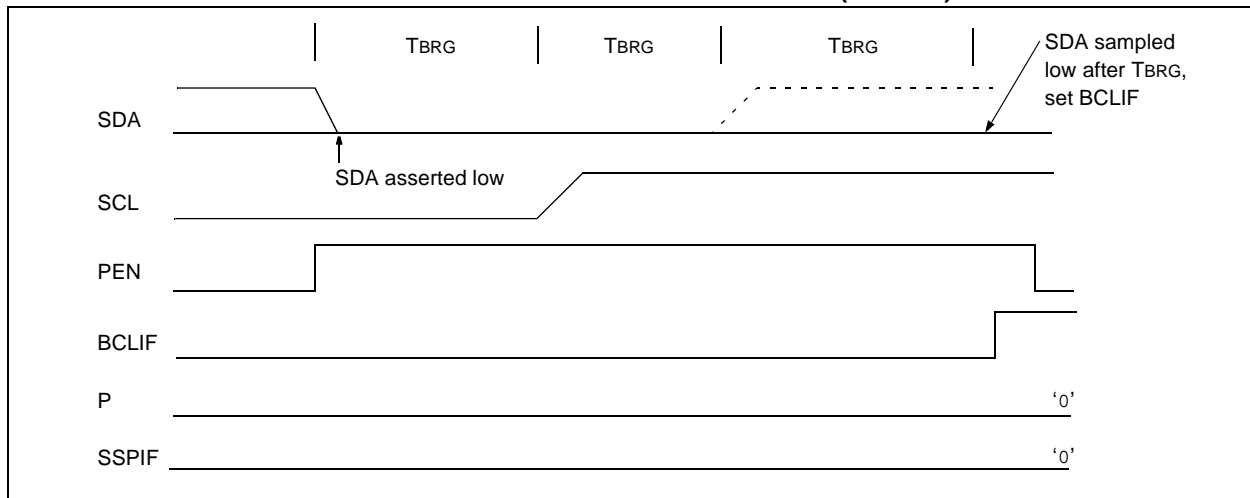 TBRG TBRG TBRG
SDA sampled
low after TBRG,
set BCLIF
SDA
SDA asserted low
SCL
PEN
BCLIF
P
‘0’
SSPIF
‘0’